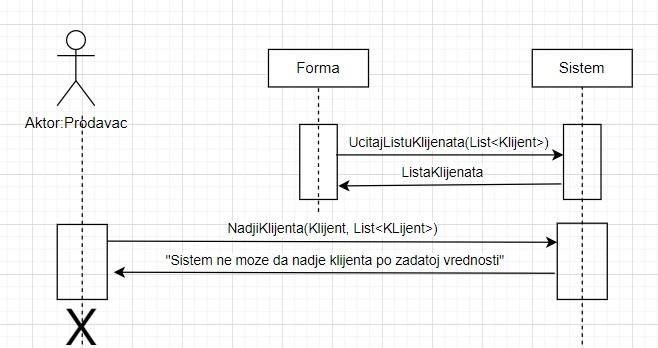 Forma
Sistem
Aktor:Prodavac
UcitajListuKlijenata(List<Klijent>)
ListaKlijenata
NadjiKlijenta(Klijent, List<KLijent>)
"Sistem ne moze da nadje klijenta po zadatoj vrednosti"
X